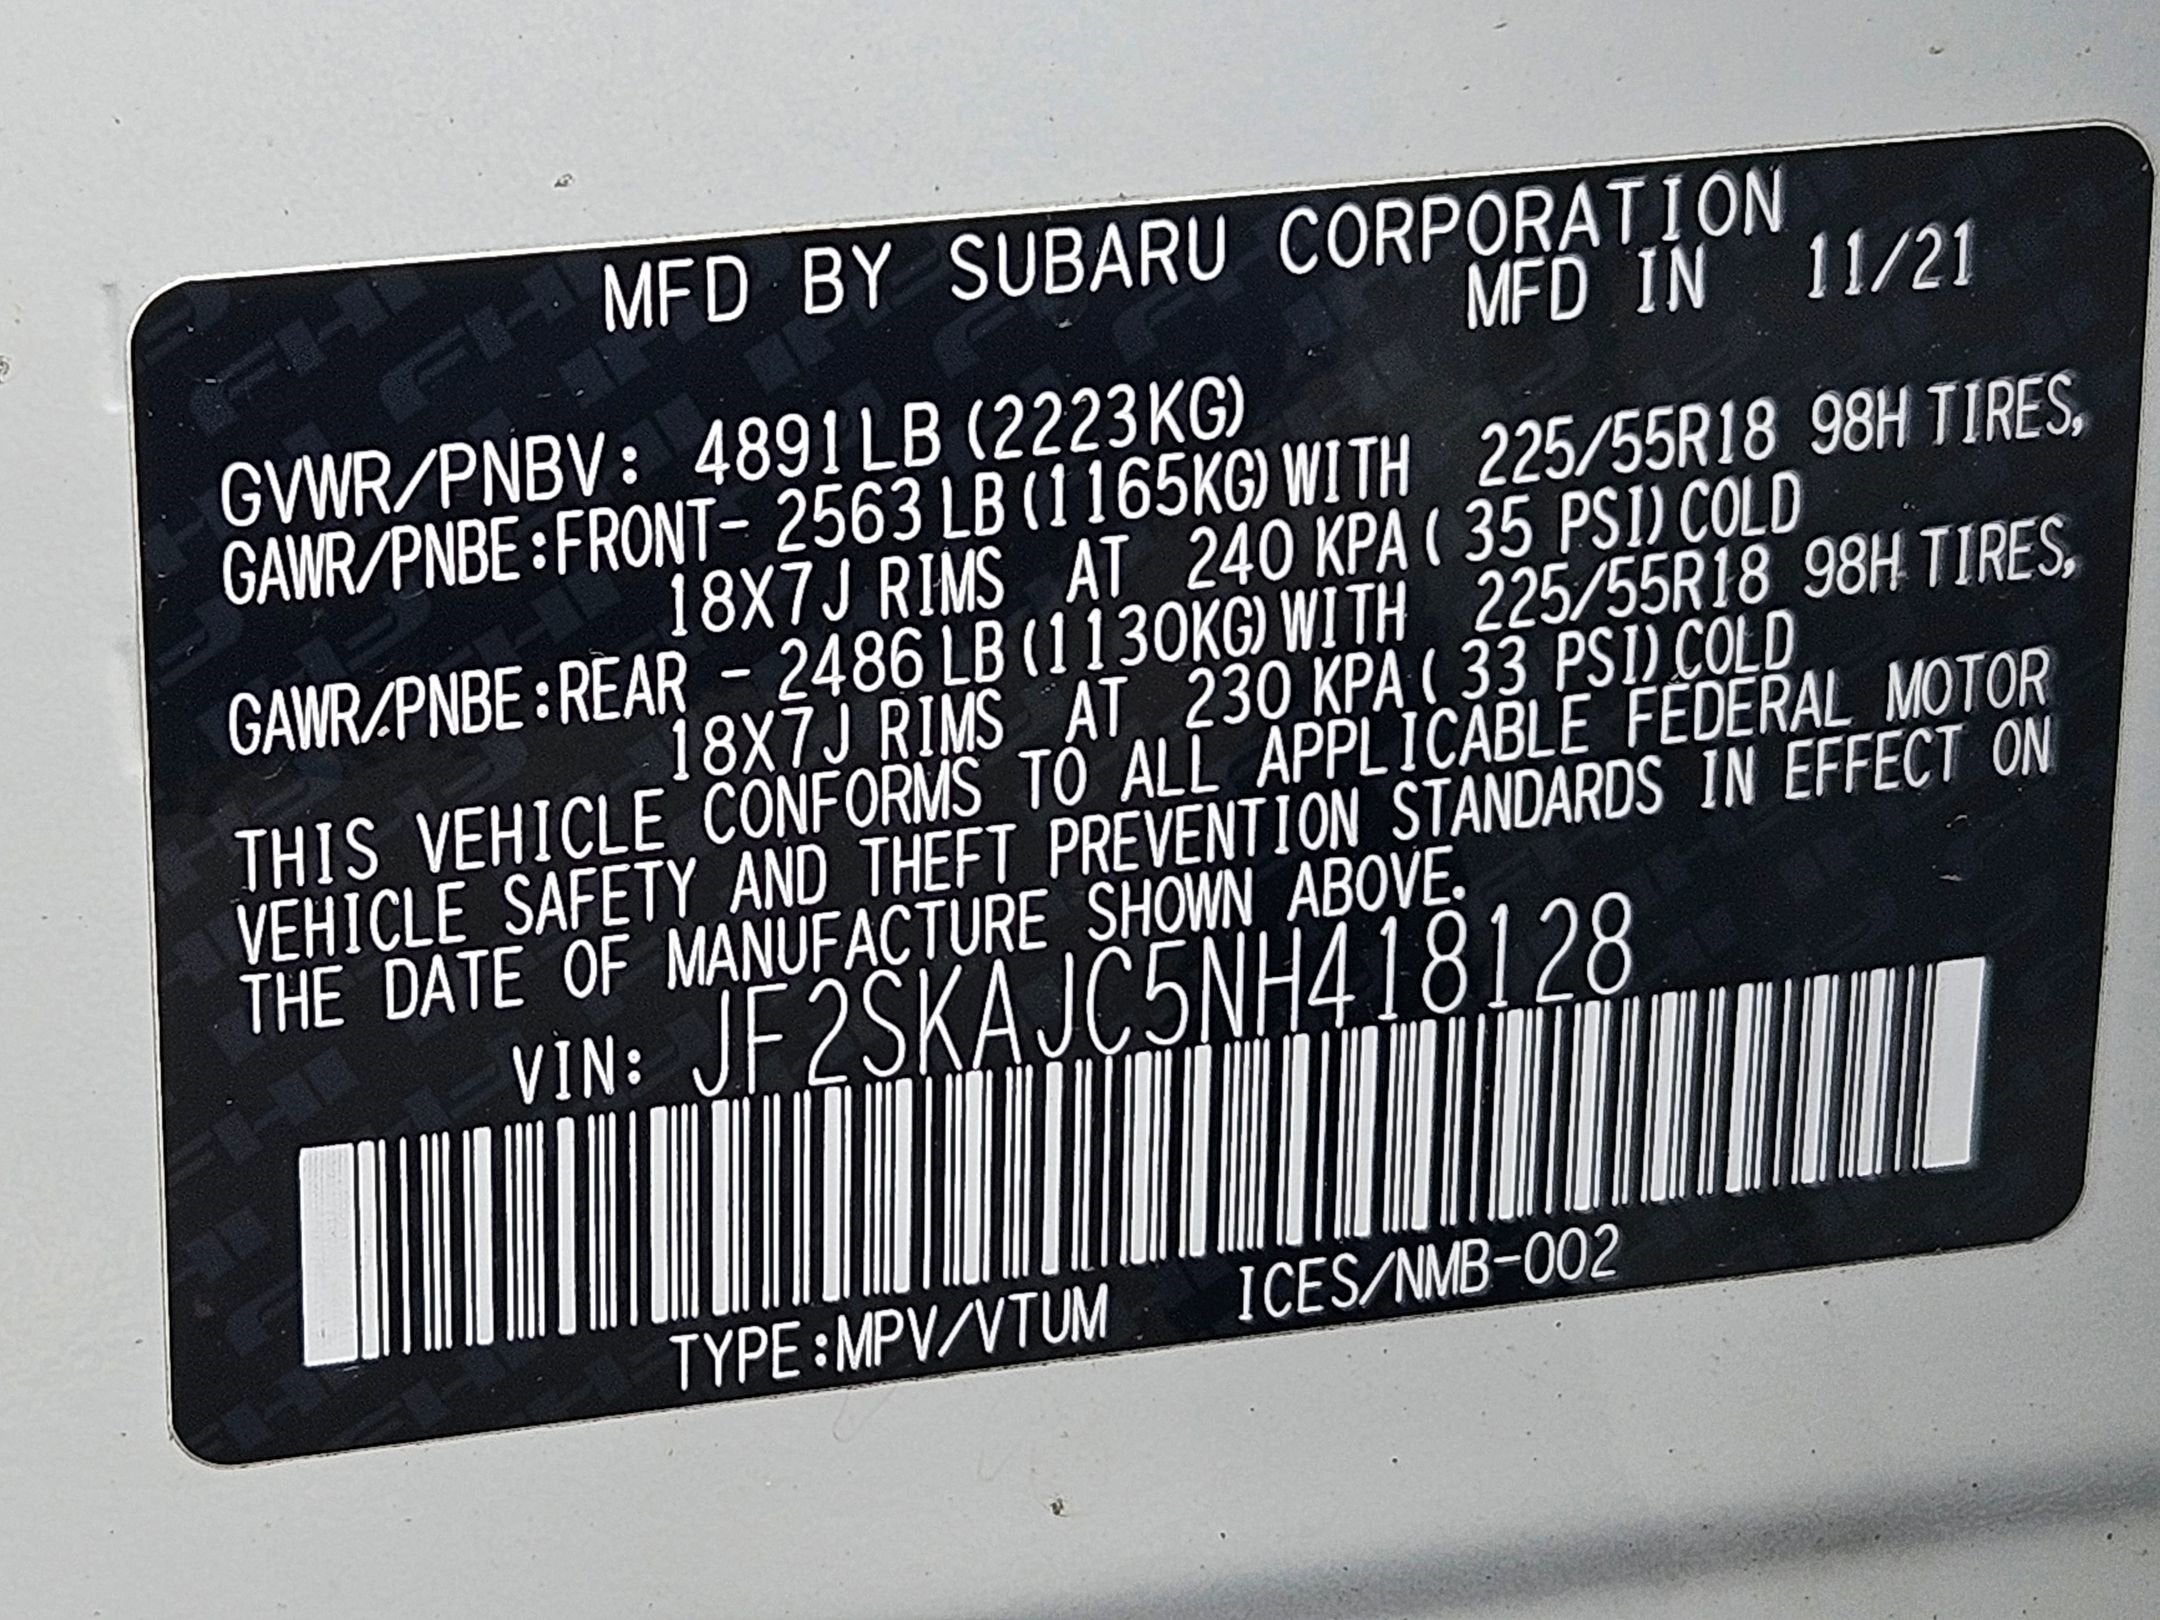 MFD BY SUBARU CORPORATION
MFD IN 11/21
GVWR/PNBV: 4891LB (2223KG)
GAWR/PNBE:FRONT- 2563 LB (1165KG) WITH 225/55R18 98H TIRES,
18X7J RIMS AT 240 KPA ( 35 PSI) COLD
GAWR/PNBE:REAR - 2486 LB (1130KG) WITH 225/55R18 98H TIRES,
18X7J RIMS AT 230 KPA ( 33 PSI) COLD
THIS VEHICLE CONFORMS TO ALL APPLICABLE FEDERAL MOTOR
VEHICLE SAFETY AND THEFT PREVENTION STANDARDS IN EFFECT ON
THE DATE OF MANUFACTURE SHOWN ABOVE.
VIN: JF2SKAJC5NH418128
TYPE:MPV/VTUM ICES/NMB-002